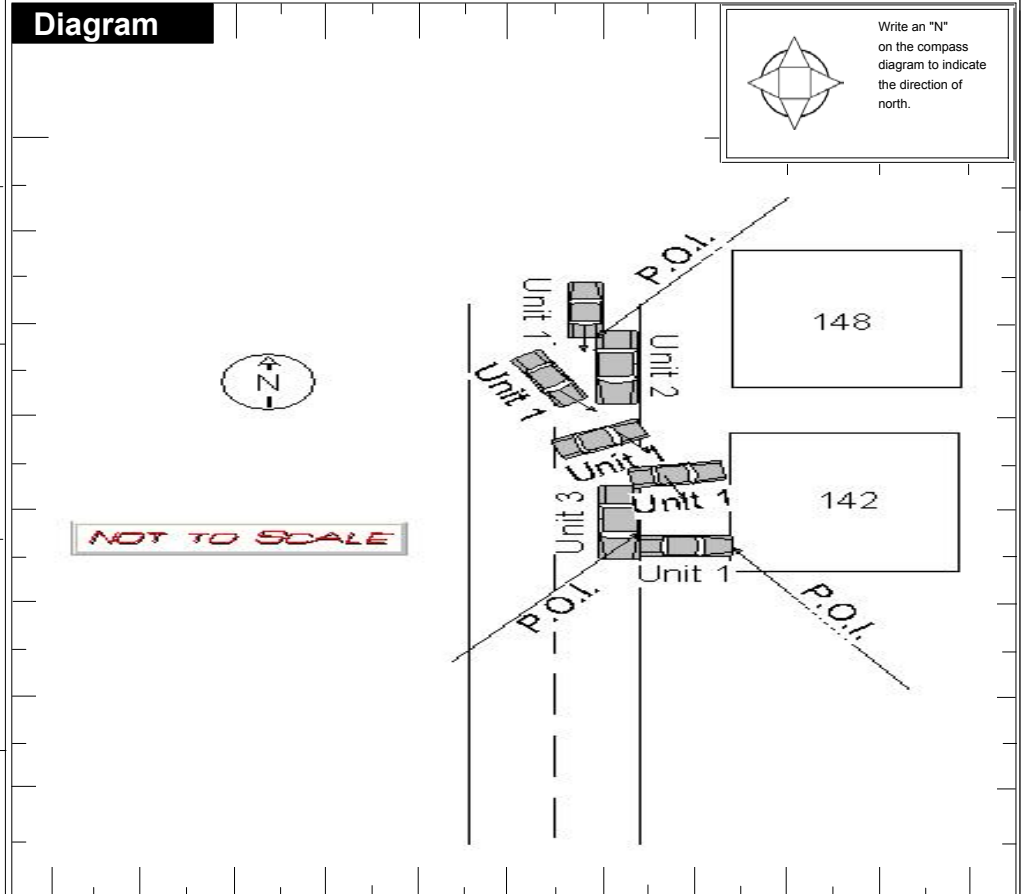 Diagram
Write an "N"
on the compass
diagram to indicate
the direction of
north.
P.O.I.
Unit 1
148
Unit 2
N
Unit 1
Unit 1
Unit 1
142
Unit 3
NOT TO SCALE
Unit 1
P.O.I.
P.O.I.